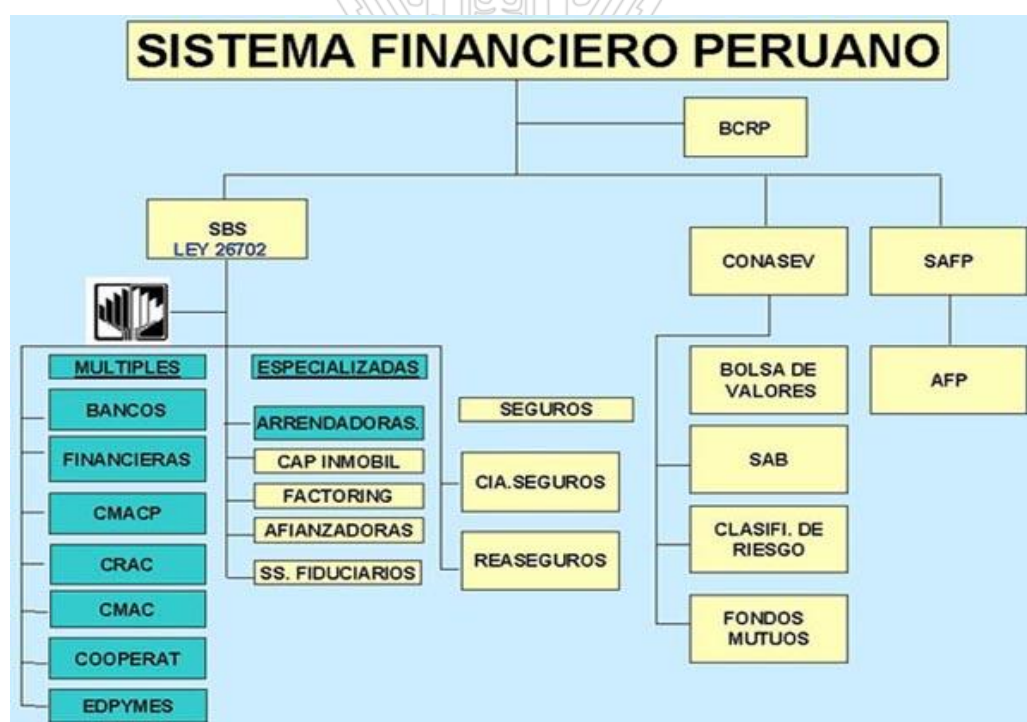 SISTEMA FINANCIERO PERUANO
BCRP
SBS
LEY 26702
CONASEV
SAFP
MULTIPLES
BANCOS
FINANCIERAS
CMACP
CRAC
CMAC
COOPERAT
EDPYMES
ESPECIALIZADAS
ARRENDADORAS.
CAP INMOBIL
FACTORING
AFIANZADORAS
SS. FIDUCIARIOS
SEGUROS
CIA.SEGUROS
REASEGUROS
BOLSA DE
VALORES
SAB
CLASIFI. DE
RIESGO
FONDOS
MUTUOS
AFP